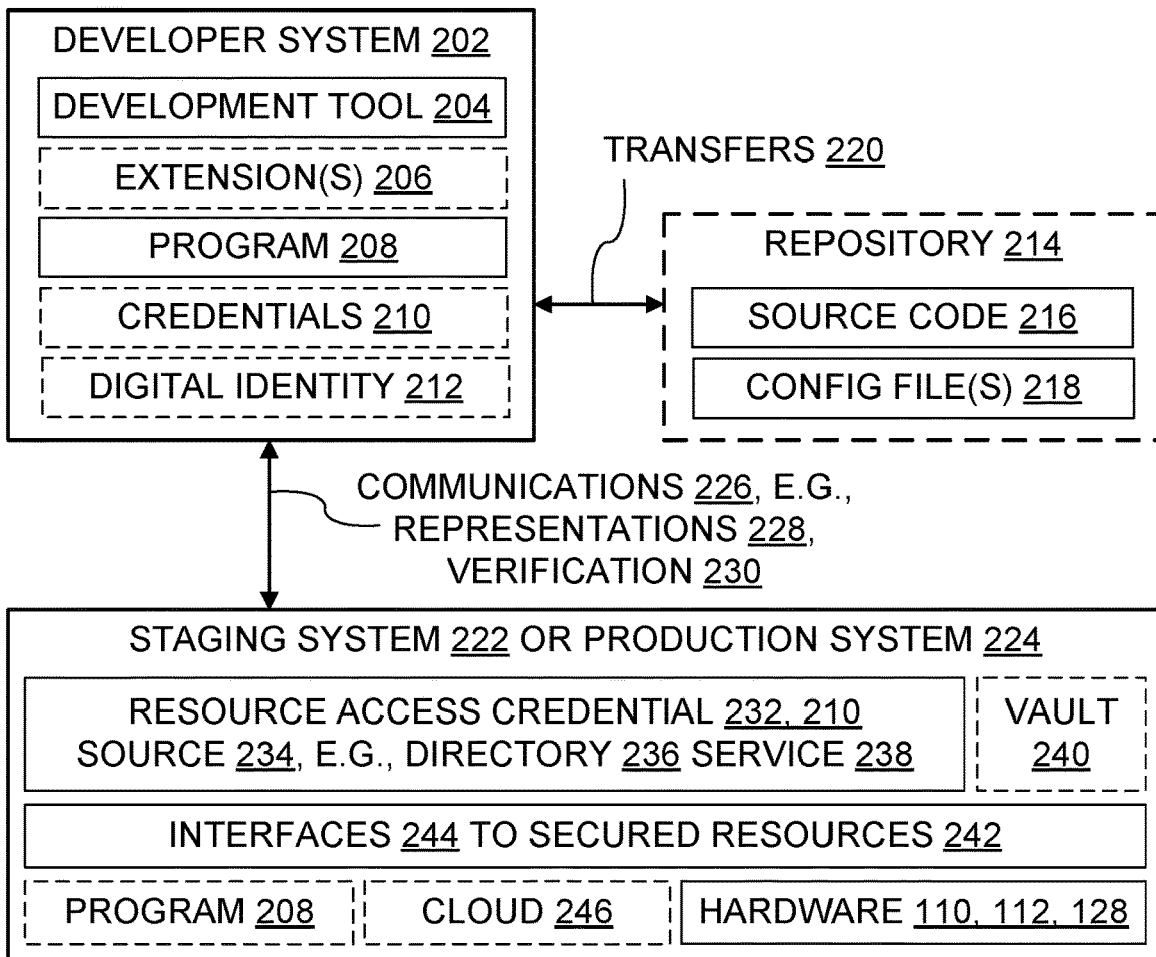 DEVELOPER SYSTEM 202
DEVELOPMENT TOOL 204
EXTENSION(S) 206
PROGRAM 208
CREDENTIALS 210
DIGITAL IDENTITY 212
TRANSFERS 220
REPOSITORY 214
SOURCE CODE 216
CONFIG FILE(S) 218
COMMUNICATIONS 226, E.G.,
REPRESENTATIONS 228,
VERIFICATION 230
STAGING SYSTEM 222 OR PRODUCTION SYSTEM 224
RESOURCE ACCESS CREDENTIAL 232, 210
SOURCE 234, E.G., DIRECTORY 236 SERVICE 238
VAULT
240
INTERFACES 244 TO SECURED RESOURCES 242
PROGRAM 208
CLOUD 246
HARDWARE 110, 112, 128